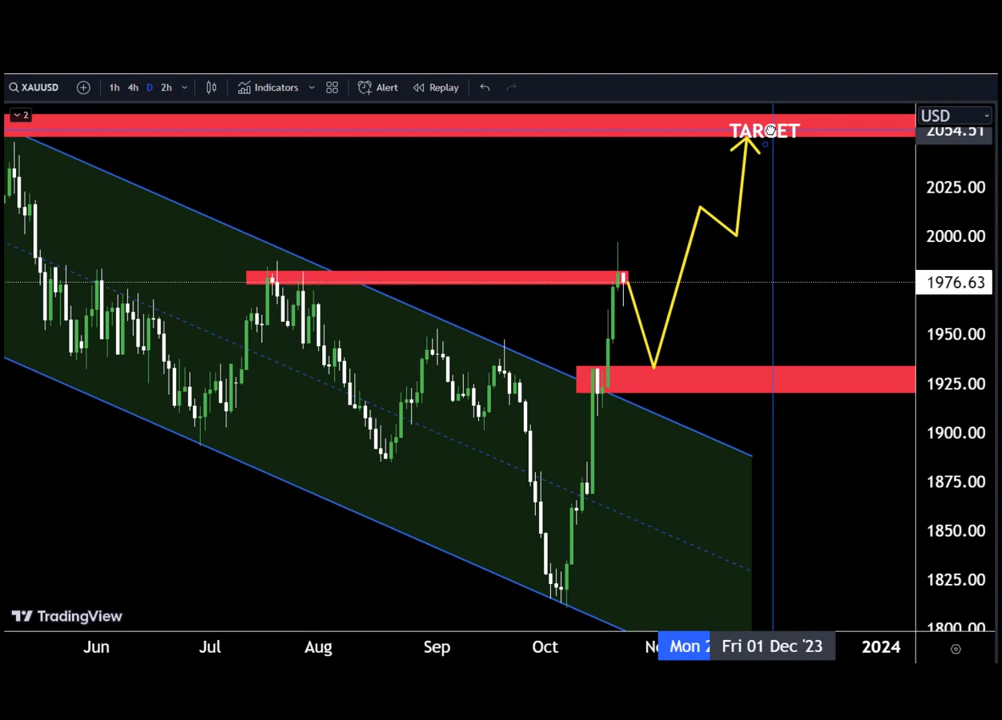 XAUUSD 1h 4h D 2h Indicators Alert Replay
2 USD
TARGET
2054.51
2025.00
2000.00
1976.63
1950.00
1925.00
1900.00
1875.00
1850.00
1825.00
1800.00
TradingView
Jun Jul Aug Sep Oct Mon Fri 01 Dec '23 2024